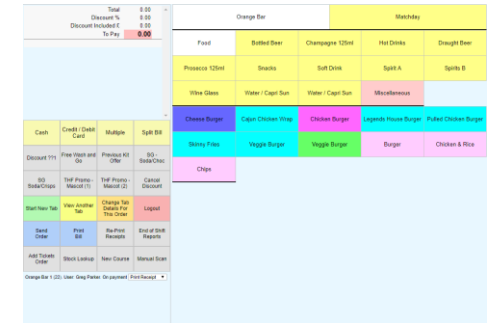 Total 0.00
Discount % 0.00
Discount Included £ 0.00
To Pay 0.00
Orange Bar Matchday
Food Bottled Beer Champagne 125ml Hot Drinks Draught Beer
Prosecco 125ml Snacks Soft Drink Spirit A Spirits B
Wine Glass Water / Capri Sun Water / Capri Sun Miscellaneous
Cheese Burger Cajun Chicken Wrap Chicken Burger Legends House Burger Pulled Chicken Burger
Skinny Fries Veggie Burger Veggie Burger Burger Chicken & Rice
Chips
Cash Credit / Debit Card Multiple Split Bill
Discount ??1 Free Wash and Go Previous Kit Offer SG - Soda/Choc
SG Soda/Crisps THF Promo - Mascot (1) THF Promo - Mascot (2) Cancel Discount
Start New Tab View Another Tab Change Tab Details For This Order Logout
Send Order Print Bill Re-Print Receipts End of Shift Reports
Add Tickets Order Stock Lookup New Course Manual Scan
Orange Bar 1 (22) User: Greg Parker On payment Print Receipt